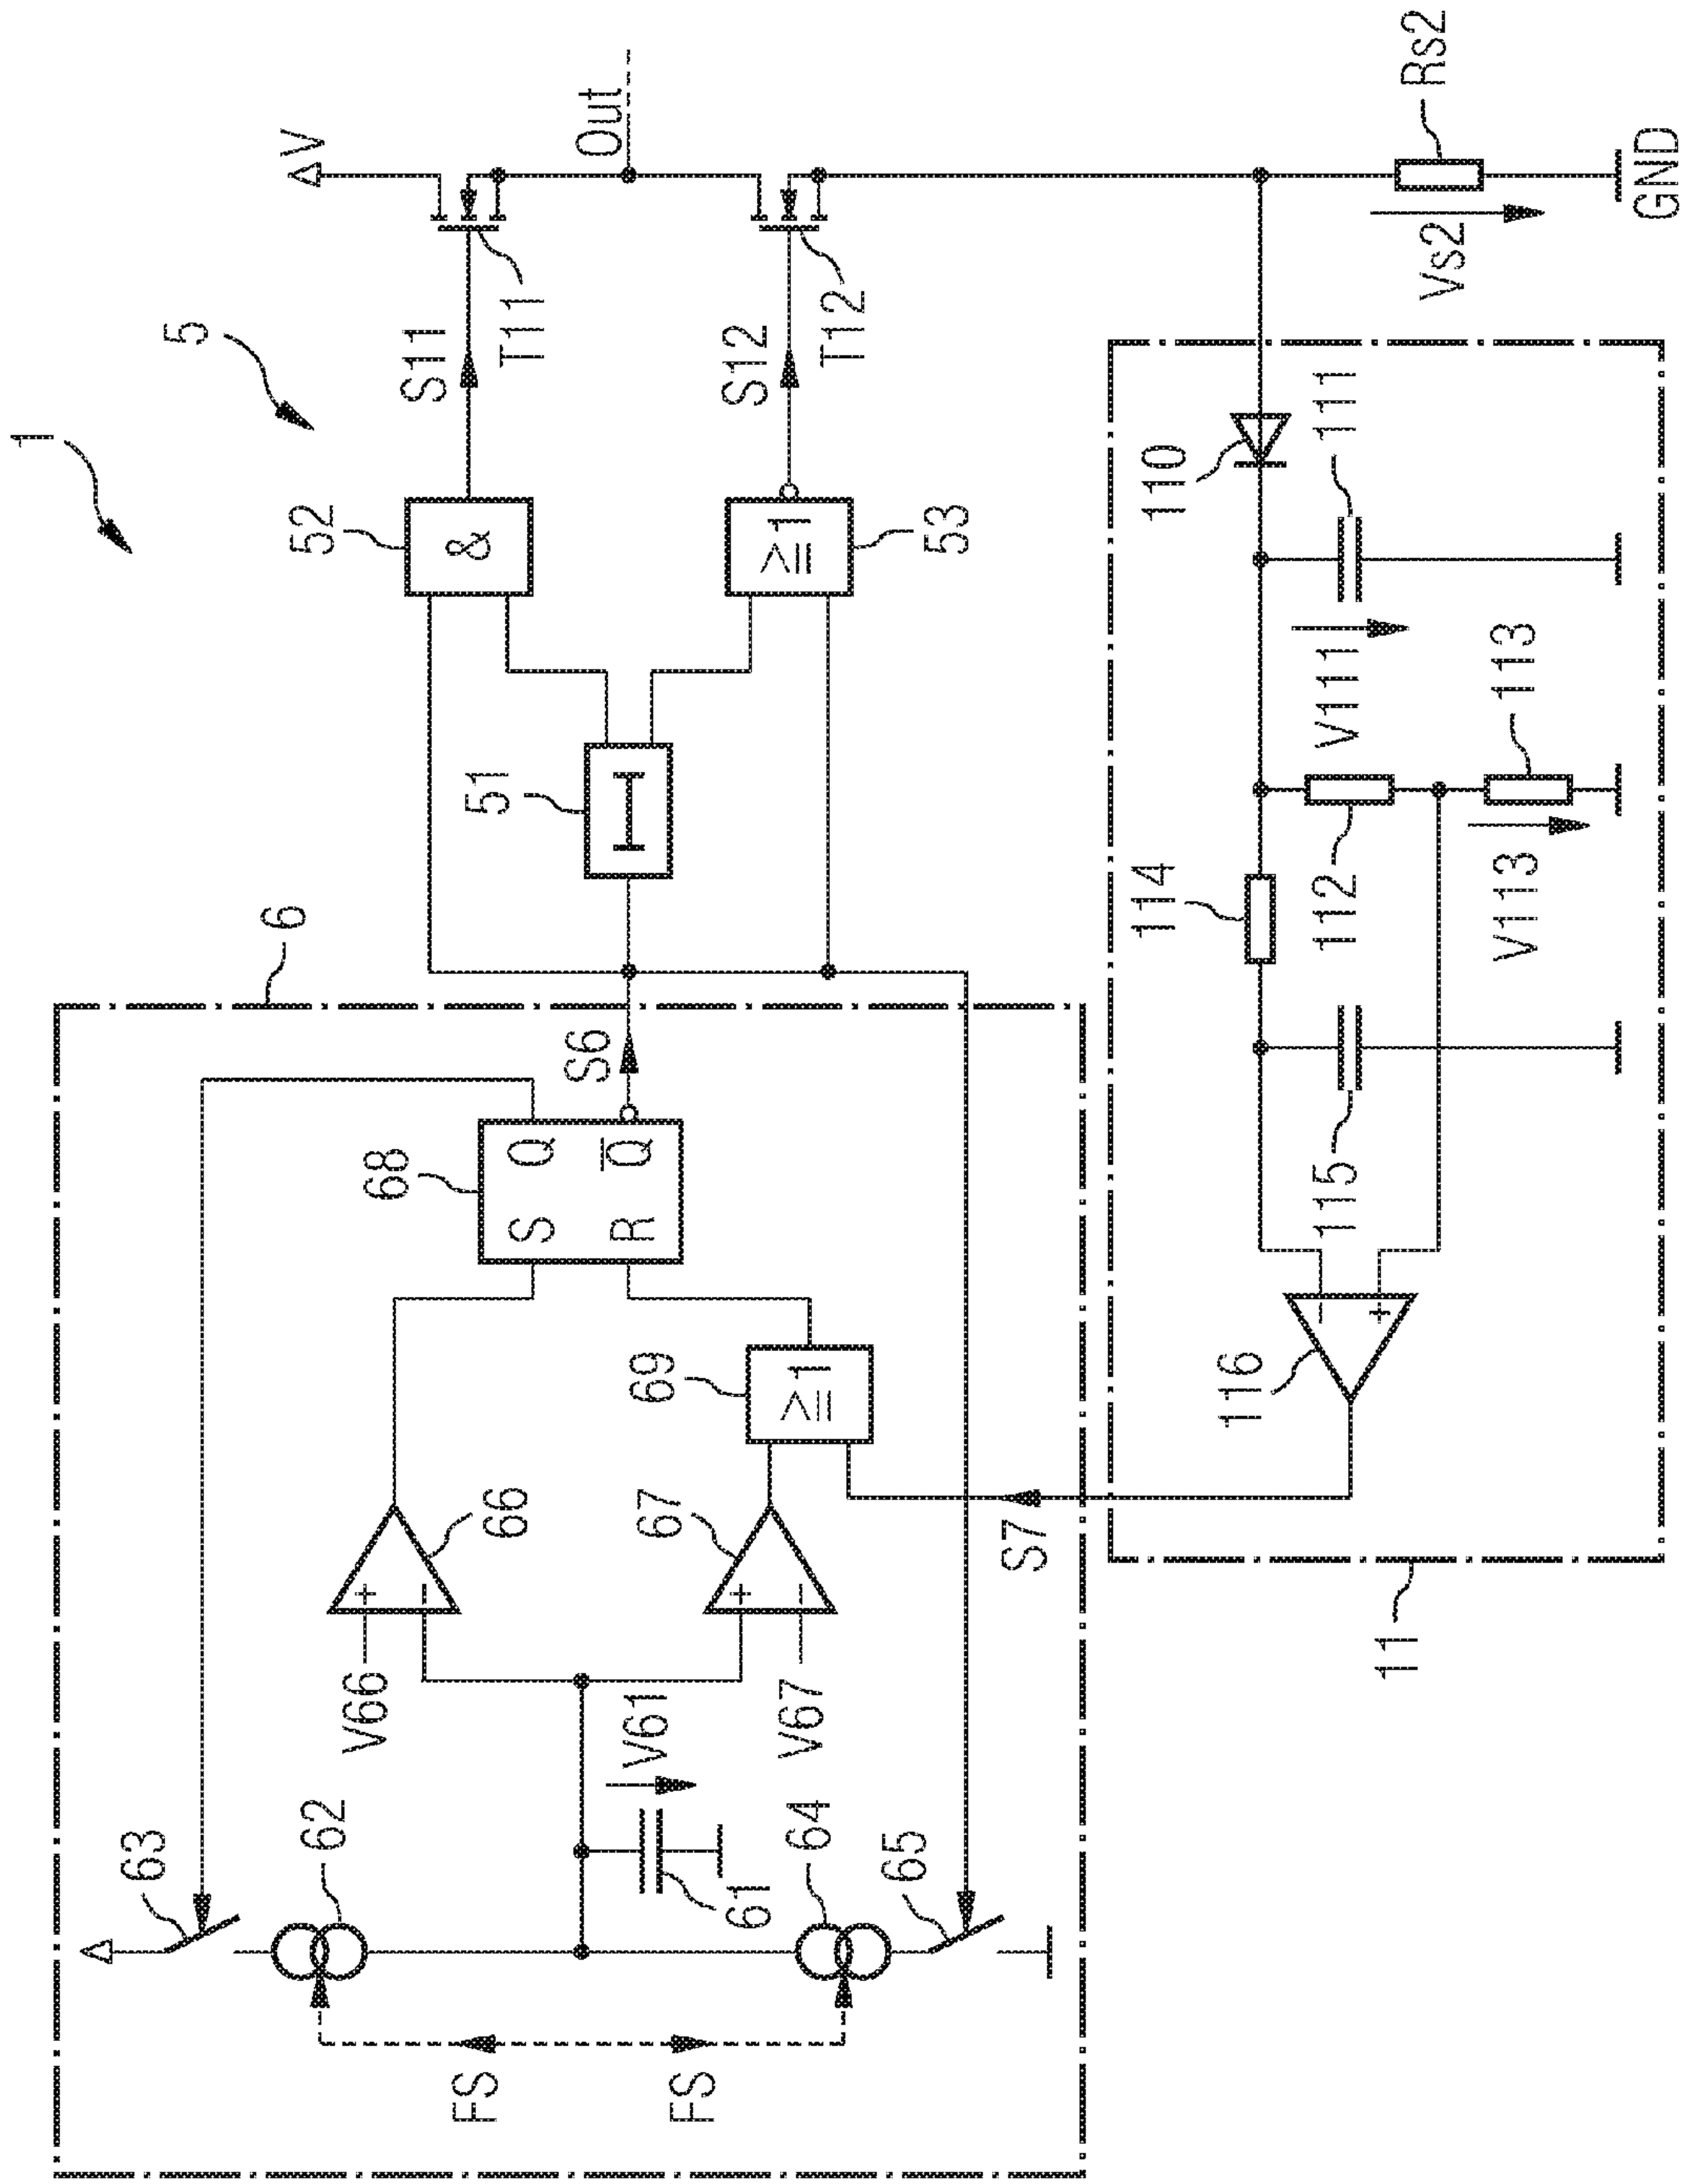 1
5
V
S11
T11
Out
S12
T12
52
&
51
53
≥1
6
S6
68
S Q
R Q̅
66
+
−
V66
67
+
−
V67
69
≥1
63
62
V61
61
64
65
FS
FS
S7
11
110
111
V111
112
113
V113
114
115
116
−
+
Rs2
Vs2
GND